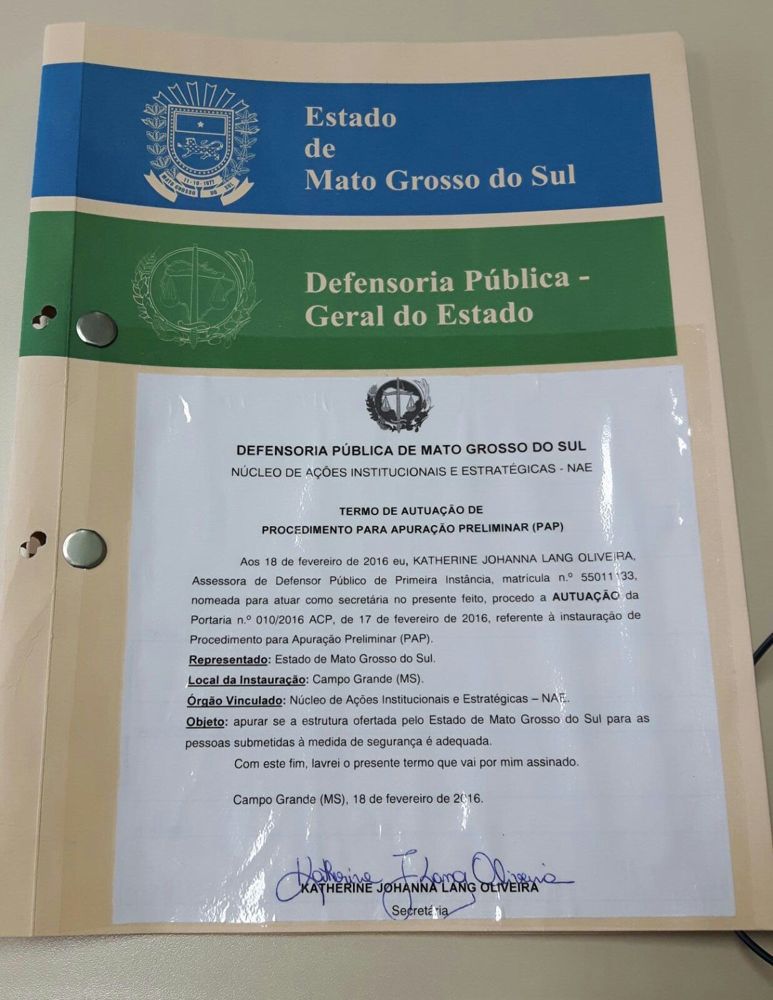 Estado
de
Mato Grosso do Sul
11-10-1977
MATO GROSSO DO SUL
Defensoria Pública -
Geral do Estado
DEFENSORIA PÚBLICA DE MATO GROSSO DO SUL
NÚCLEO DE AÇÕES INSTITUCIONAIS E ESTRATÉGICAS - NAE
TERMO DE AUTUAÇÃO DE
PROCEDIMENTO PARA APURAÇÃO PRELIMINAR (PAP)
Aos 18 de fevereiro de 2016 eu, KATHERINE JOHANNA LANG OLIVEIRA,
Assessora de Defensor Público de Primeira Instância, matrícula n.º 55011133,
nomeada para atuar como secretária no presente feito, procedo a AUTUAÇÃO da
Portaria n.º 010/2016 ACP, de 17 de fevereiro de 2016, referente à instauração de
Procedimento para Apuração Preliminar (PAP).
Representado: Estado de Mato Grosso do Sul.
Local da Instauração: Campo Grande (MS).
Órgão Vinculado: Núcleo de Ações Institucionais e Estratégicas – NAE.
Objeto: apurar se a estrutura ofertada pelo Estado de Mato Grosso do Sul para as
pessoas submetidas à medida de segurança é adequada.
Com este fim, lavrei o presente termo que vai por mim assinado.
Campo Grande (MS), 18 de fevereiro de 2016.
Katherine J. Lang Oliveira
KATHERINE JOHANNA LANG OLIVEIRA
Secretária